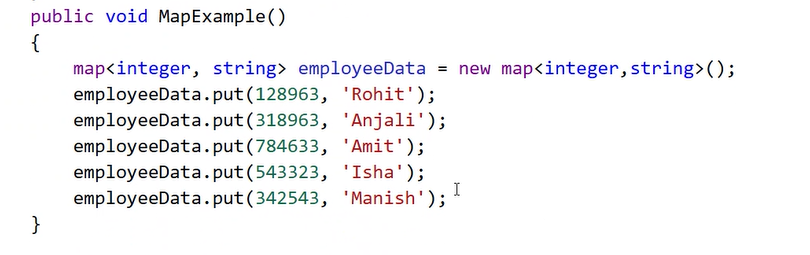 public void MapExample()
{
    map<integer, string> employeeData = new map<integer,string>();
    employeeData.put(128963, 'Rohit');
    employeeData.put(318963, 'Anjali');
    employeeData.put(784633, 'Amit');
    employeeData.put(543323, 'Isha');
    employeeData.put(342543, 'Manish');
}